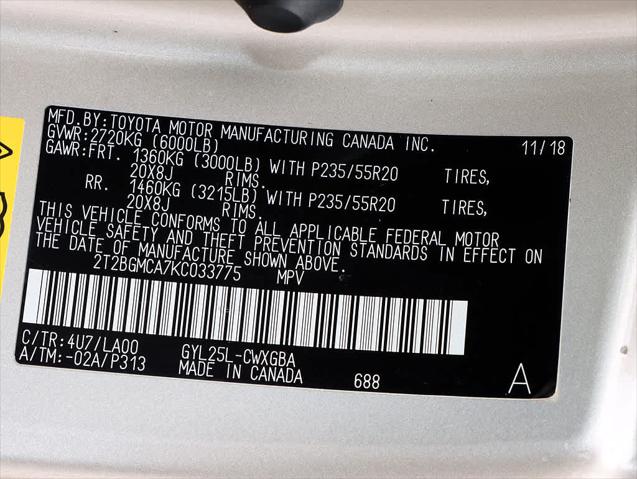 MFD.BY:TOYOTA MOTOR MANUFACTURING CANADA INC. 11/18
GVWR:2720KG (6000LB)
GAWR:FRT. 1360KG (3000LB) WITH P235/55R20 TIRES,
20X8J RIMS.
RR. 1460KG (3215LB) WITH P235/55R20 TIRES,
20X8J RIMS.
THIS VEHICLE CONFORMS TO ALL APPLICABLE FEDERAL MOTOR
VEHICLE SAFETY AND THEFT PREVENTION STANDARDS IN EFFECT ON
THE DATE OF MANUFACTURE SHOWN ABOVE.
2T2BGMCA7KC033775 MPV
C/TR:4U7/LA00 GYL25L-CWXGBA
A/TM:-02A/P313 MADE IN CANADA 688 A